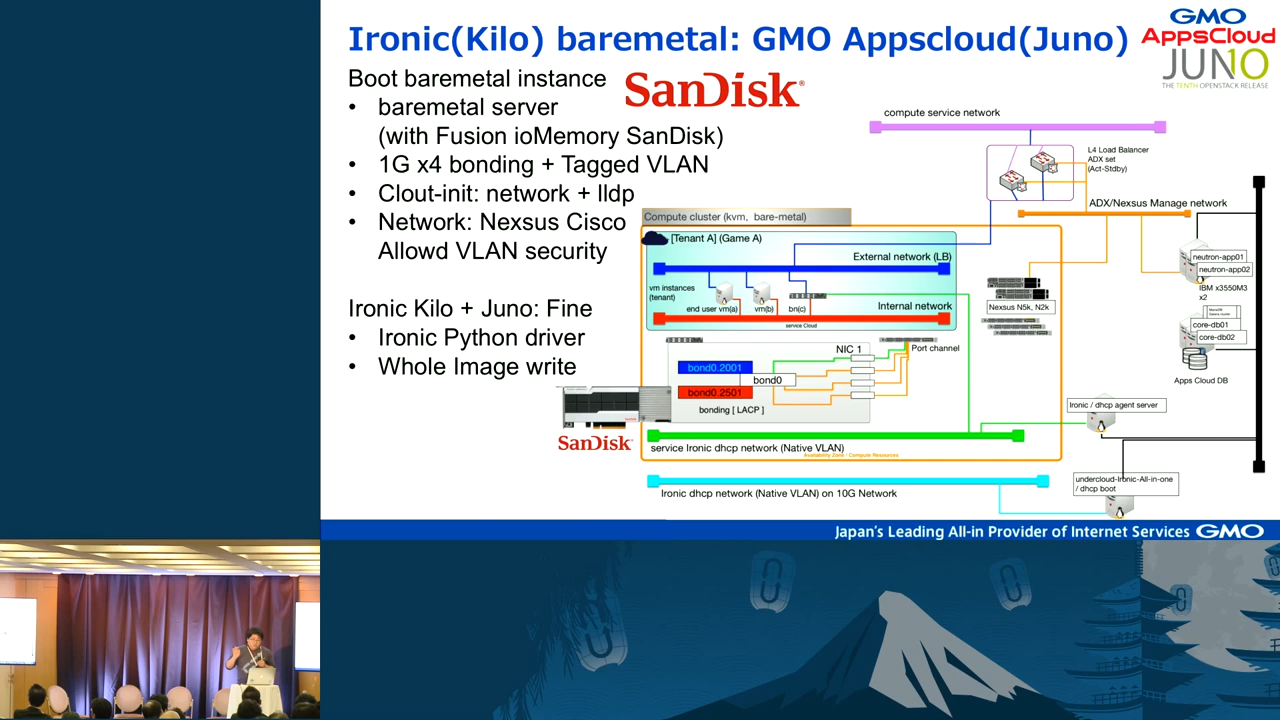 Ironic(Kilo) baremetal: GMO Appscloud(Juno)
GMO
AppsCloud
JUNO
THE TENTH OPENSTACK RELEASE
Boot baremetal instance
SanDisk
• baremetal server
(with Fusion ioMemory SanDisk)
• 1G x4 bonding + Tagged VLAN
• Clout-init: network + lldp
• Network: Nexsus Cisco
Allowd VLAN security
Ironic Kilo + Juno: Fine
• Ironic Python driver
• Whole Image write
compute service network
L4 Load Balancer
ADX set
(Act-Stdby)
ADX/Nexsus Manage network
Compute cluster (kvm, bare-metal)
[Tenant A] (Game A)
External network (LB)
vm instances
(tenant)
end user vm(a)
vm(b)
bn(c)
Internal network
service Cloud
Nexsus N5k, N2k
neutron-app01
neutron-app02
IBM x3550M3
x2
core-db01
core-db02
Apps Cloud DB
NIC 1
Port channel
bond0.2001
bond0
bond0.2501
bonding [ LACP ]
SanDisk
service Ironic dhcp network (Native VLAN)
Availability Zone - Compute Resources
Ironic / dhcp agent server
undercloud-Ironic-All-in-one
/ dhcp boot
Ironic dhcp network (Native VLAN) on 10G Network
Japan's Leading All-in Provider of Internet Services GMO